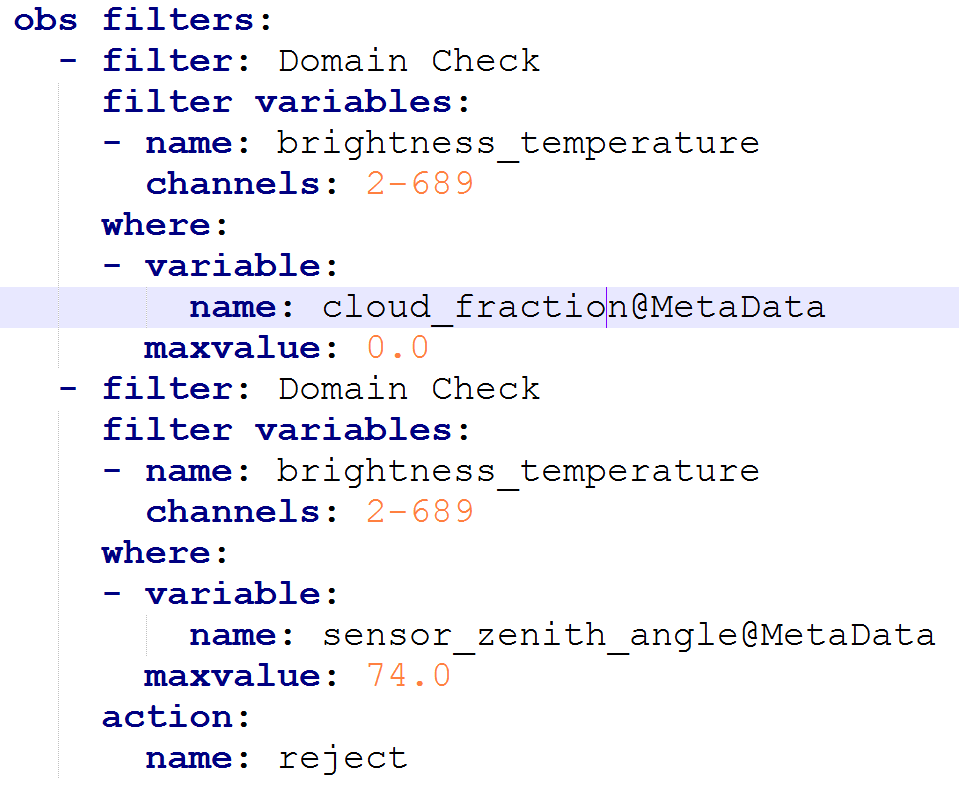 obs filters:
  - filter: Domain Check
    filter variables:
    - name: brightness_temperature
      channels: 2-689
    where:
    - variable:
        name: cloud_fraction@MetaData
      maxvalue: 0.0
  - filter: Domain Check
    filter variables:
    - name: brightness_temperature
      channels: 2-689
    where:
    - variable:
        name: sensor_zenith_angle@MetaData
      maxvalue: 74.0
    action:
      name: reject